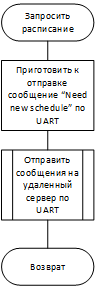 Запросить
расписание
Приготовить к
отправке
сообщение “Need
new schedule” по
UART
Отправить
сообщения на
удаленный
сервер по
UART
Возврат